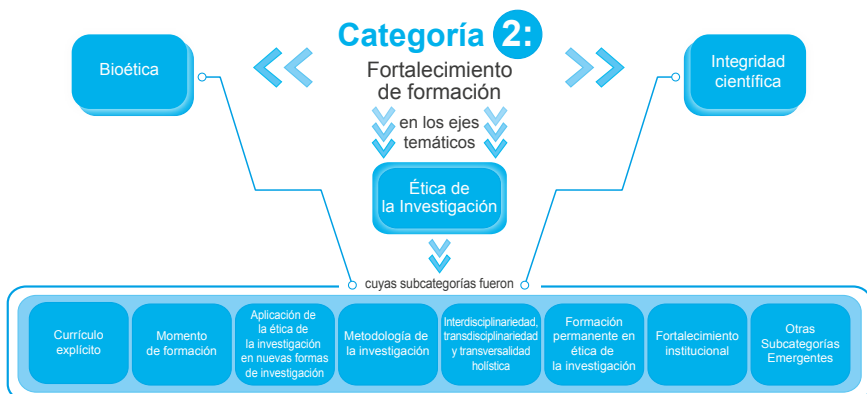 Categoría 2:
Fortalecimiento
de formación
en los ejes
temáticos
Bioética
Ética de
la Investigación
Integridad
científica
cuyas subcategorías fueron
Currículo
explícito
Momento
de formación
Aplicación de
la ética de
la investigación
en nuevas formas
de investigación
Metodología de
la investigación
Interdisciplinariedad,
transdisciplinariedad
y transversalidad
holística
Formación
permanente en
ética de
la investigación
Fortalecimiento
institucional
Otras
Subcategorías
Emergentes